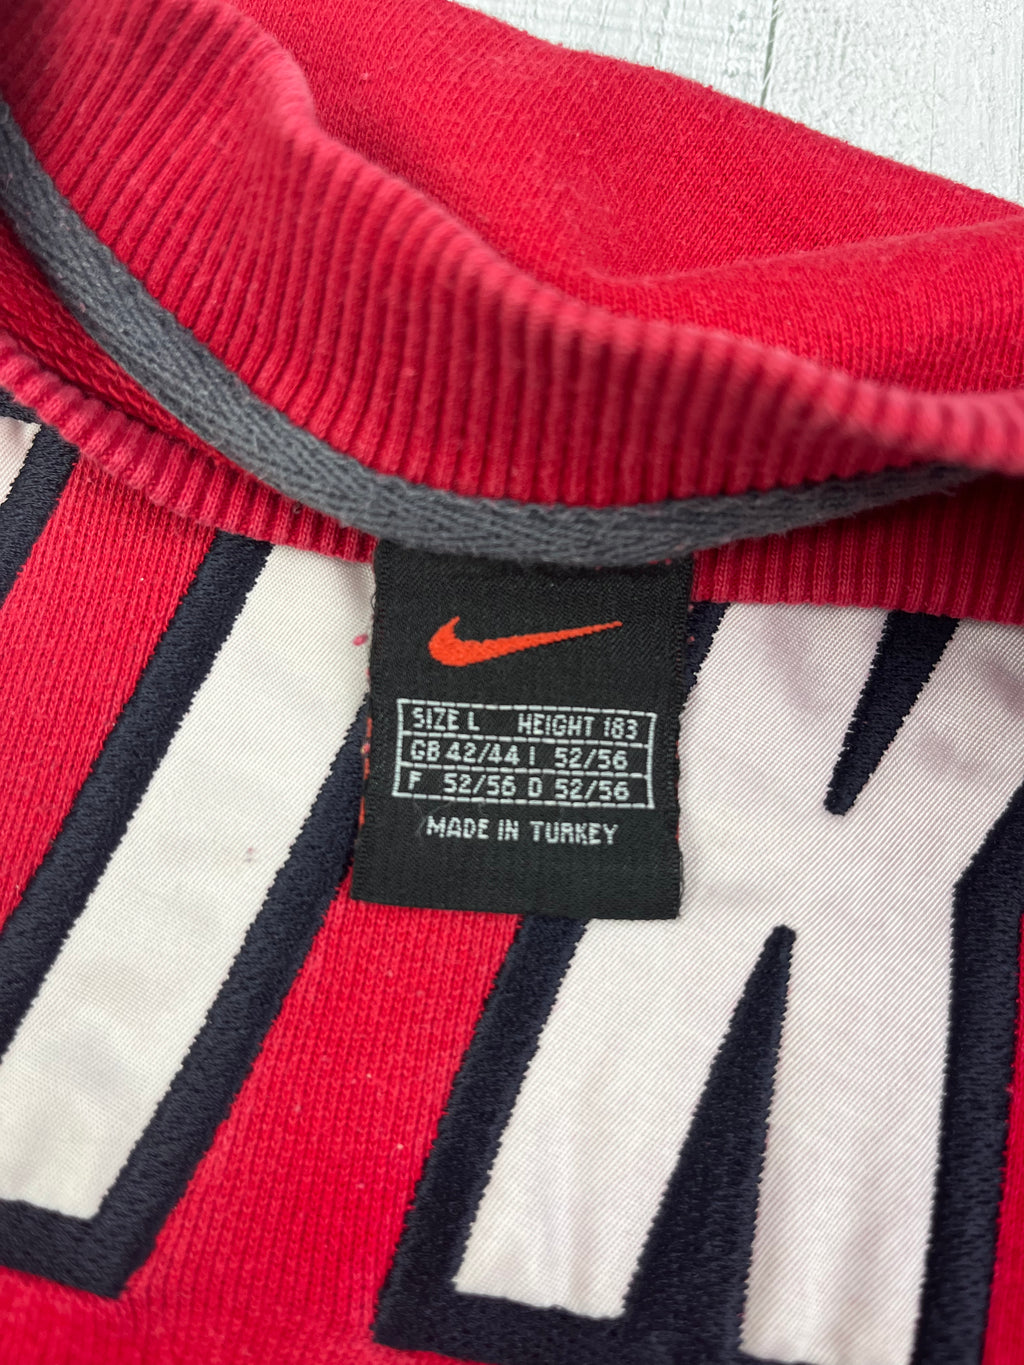 SIZE L HEIGHT 183
GB 42/44 I 52/56
F 52/56 D 52/56
MADE IN TURKEY
K